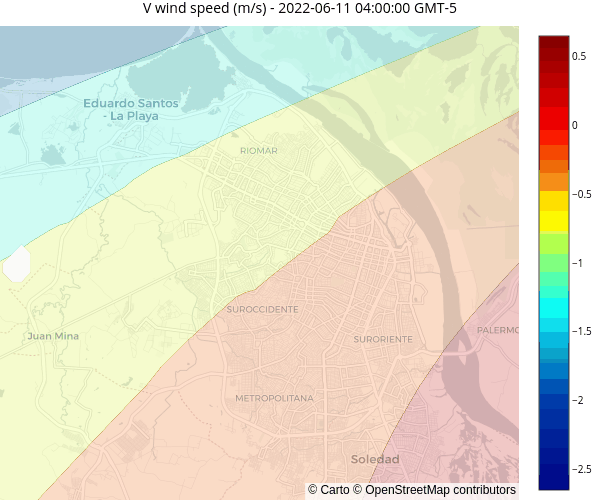 V wind speed (m/s) - 2022-06-11 04:00:00 GMT-5
0.5
Eduardo Santos
- La Playa
0
RIOMAR
−0.5
−1
SUROCCIDENTE
−1.5
Juan Mina
SURORIENTE
PALERMO
−2
METROPOLITANA
Soledad
−2.5
© Carto © OpenStreetMap contributors